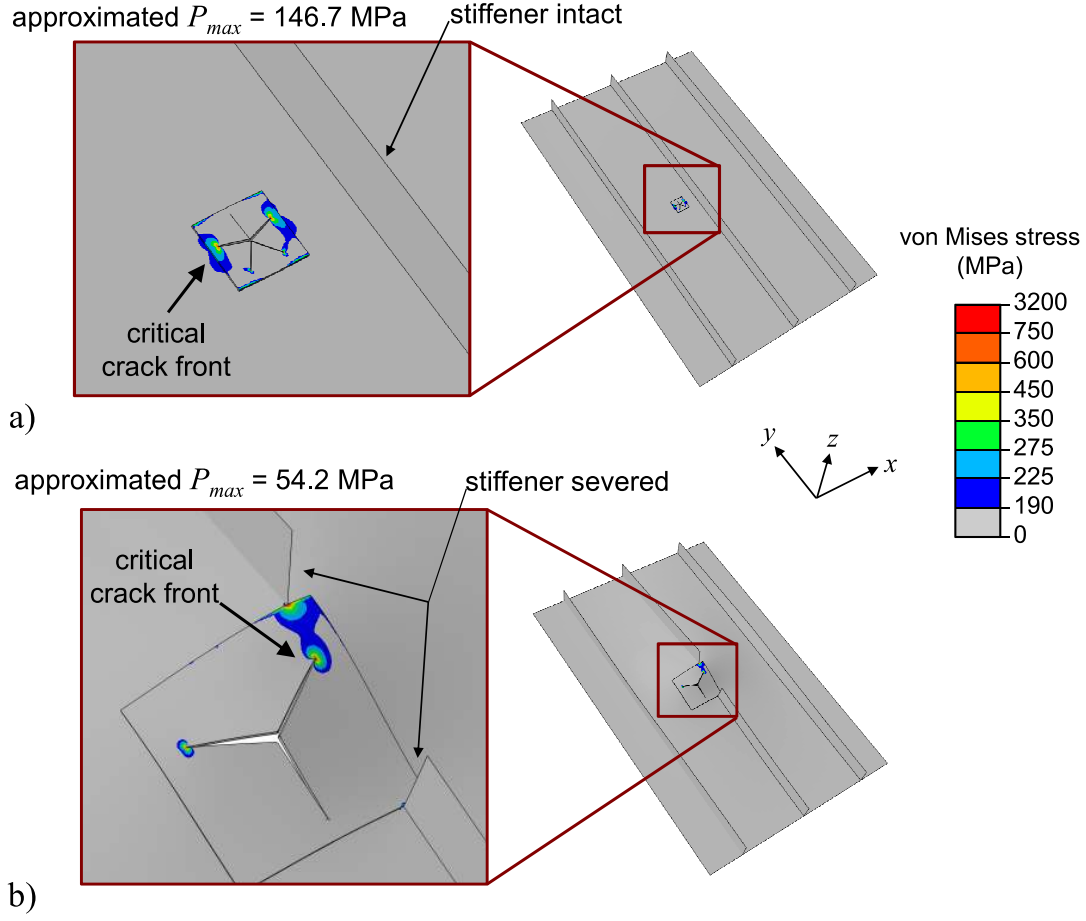 approximated P_max = 146.7 MPa
stiffener intact
critical
crack front
a)
von Mises stress
(MPa)
3200
750
600
450
350
275
225
190
0
y
z
x
approximated P_max = 54.2 MPa
stiffener severed
critical
crack front
b)